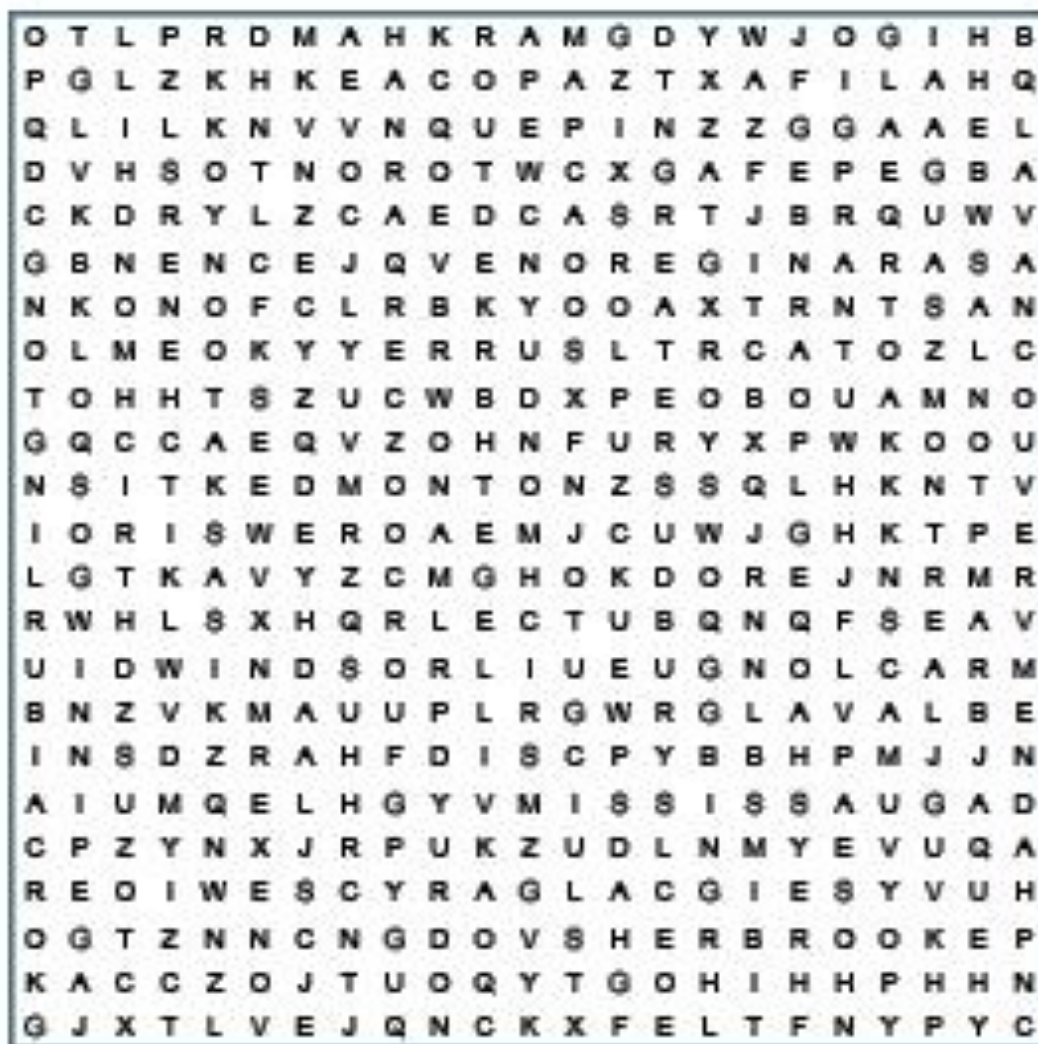 O T L P R D M A H K R A M G D Y W J O G I H B
P G L Z K H K E A C O P A Z T X A F I L A H Q
Q L I L K N V V N Q U E P I N Z Z G G A A E L
D V H S O T N O R O T W C X G A F E P E G B A
C K D R Y L Z C A E D C A S R T J B R Q U W V
G B N E N C E J Q V E N O R E G I N A R A S A
N K O N O F C L R B K Y O O A X T R N T S A N
O L M E O K Y Y E R R U S L T R C A T O Z L C
T O H H T S Z U C W B D X P E O B O U A M N O
G Q C C A E Q V Z O H N F U R Y X P W K O O U
N S I T K E D M O N T O N Z S S Q L H K N T V
I O R I S W E R O A E M J C U W J G H K T P E
L G T K A V Y Z C M G H O K D O R E J N R M R
R W H L S X H Q R L E C T U B Q N Q F S E A V
U I D W I N D S O R L I U E U G N O L C A R M
B N Z V K M A U U P L R G W R G L A V A L B E
I N S D Z R A H F D I S C P Y B B H P M J J N
A I U M Q E L H G Y V M I S S I S S A U G A D
C P Z Y N X J R P U K Z U D L N M Y E V U Q A
R E O I W E S C Y R A G L A C G I E S Y V U H
O G T Z N N C N G D O V S H E R B R O O K E P
K A C C Z O J T U O Q Y T G O H I H H P H H N
G J X T L V E J Q N C K X F E L T F N Y P Y C